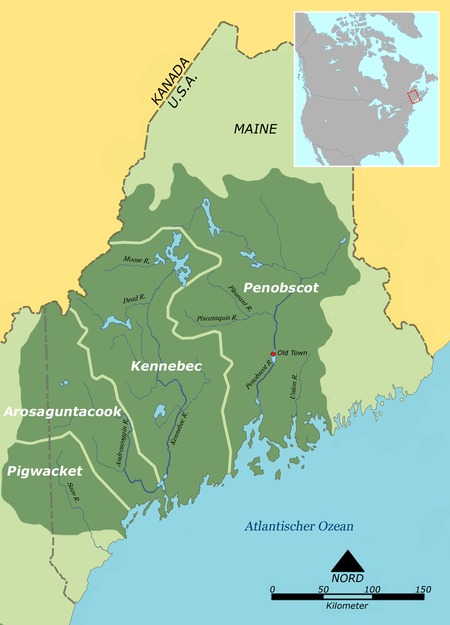 KANADA
U.S.A.
MAINE
Moose R.
Dead R.
Pleasant R.
Penobscot
Piscataquis R.
Old Town
Kennebec
Penobscot R.
Union R.
Arosaguntacook
Androscoggin R.
Kennebec R.
Pigwacket
Saco R.
Atlantischer Ozean
NORD
0 50 100 150
Kilometer